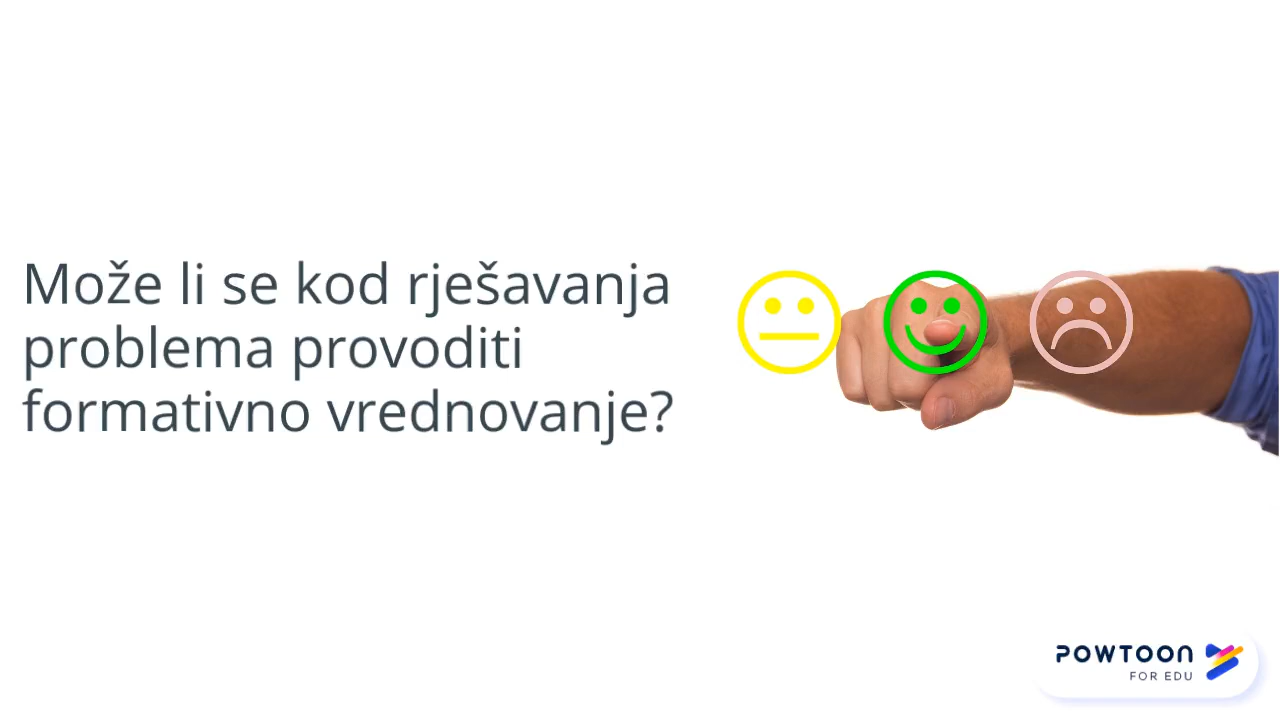 Može li se kod rješavanja
problema provoditi
formativno vrednovanje?
POWTOON
FOR EDU